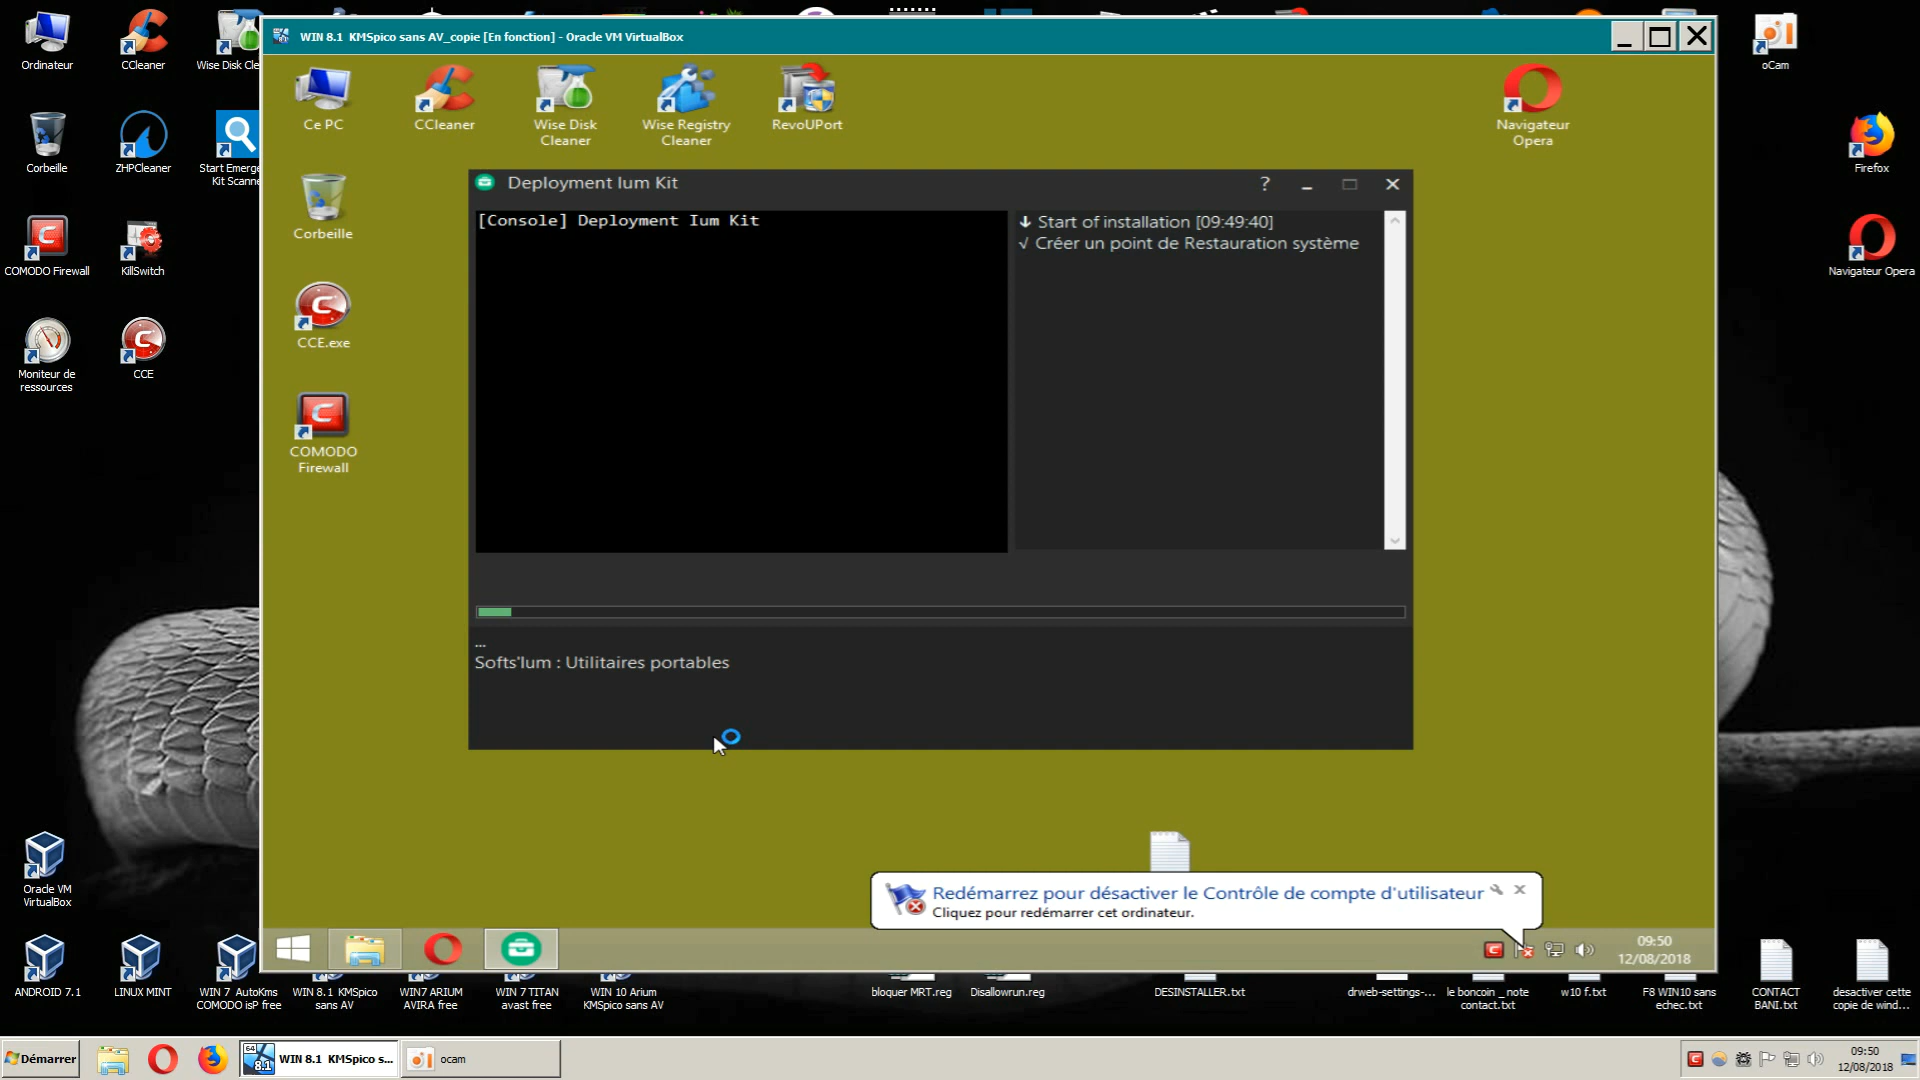 WIN 8.1 KMSpico sans AV_copie [En fonction] - Oracle VM VirtualBox
Ordinateur
CCleaner
Wise Disk Cle
oCam
Corbeille
ZHPCleaner
Start Emerge
Kit Scanne
Firefox
COMODO Firewall
KillSwitch
Navigateur Opera
Moniteur de
ressources
CCE
Ce PC
CCleaner
Wise Disk
Cleaner
Wise Registry
Cleaner
RevoUPort
Navigateur
Opera
Corbeille
CCE.exe
COMODO
Firewall
Deployment Ium Kit
?
[Console] Deployment Ium Kit
↓ Start of installation [09:49:40]
√ Créer un point de Restauration système
...
Softs'Ium : Utilitaires portables
Redémarrez pour désactiver le Contrôle de compte d'utilisateur
Cliquez pour redémarrer cet ordinateur.
09:50
12/08/2018
Oracle VM
VirtualBox
ANDROID 7.1
LINUX MINT
WIN 7 AutoKms
COMODO isP free
WIN 8.1 KMSpico
sans AV
WIN7 ARIUM
AVIRA free
WIN 7 TITAN
avast free
WIN 10 Arium
KMSpico sans AV
bloquer MRT.reg
Disallowrun.reg
DESINSTALLER.txt
drweb-settings-...
le boncoin _ note
contact.txt
w10 f.txt
F8 WIN10 sans
echec.txt
CONTACT
BANI.txt
desactiver cette
copie de wind...
Démarrer
64
8.1
WIN 8.1 KMSpico s...
ocam
09:50
12/08/2018